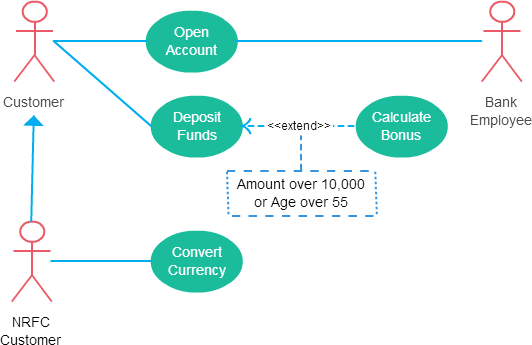 Open
Account
Customer
Bank
Employee
Deposit
Funds
<<extend>>
Calculate
Bonus
Amount over 10,000
or Age over 55
Convert
Currency
NRFC
Customer